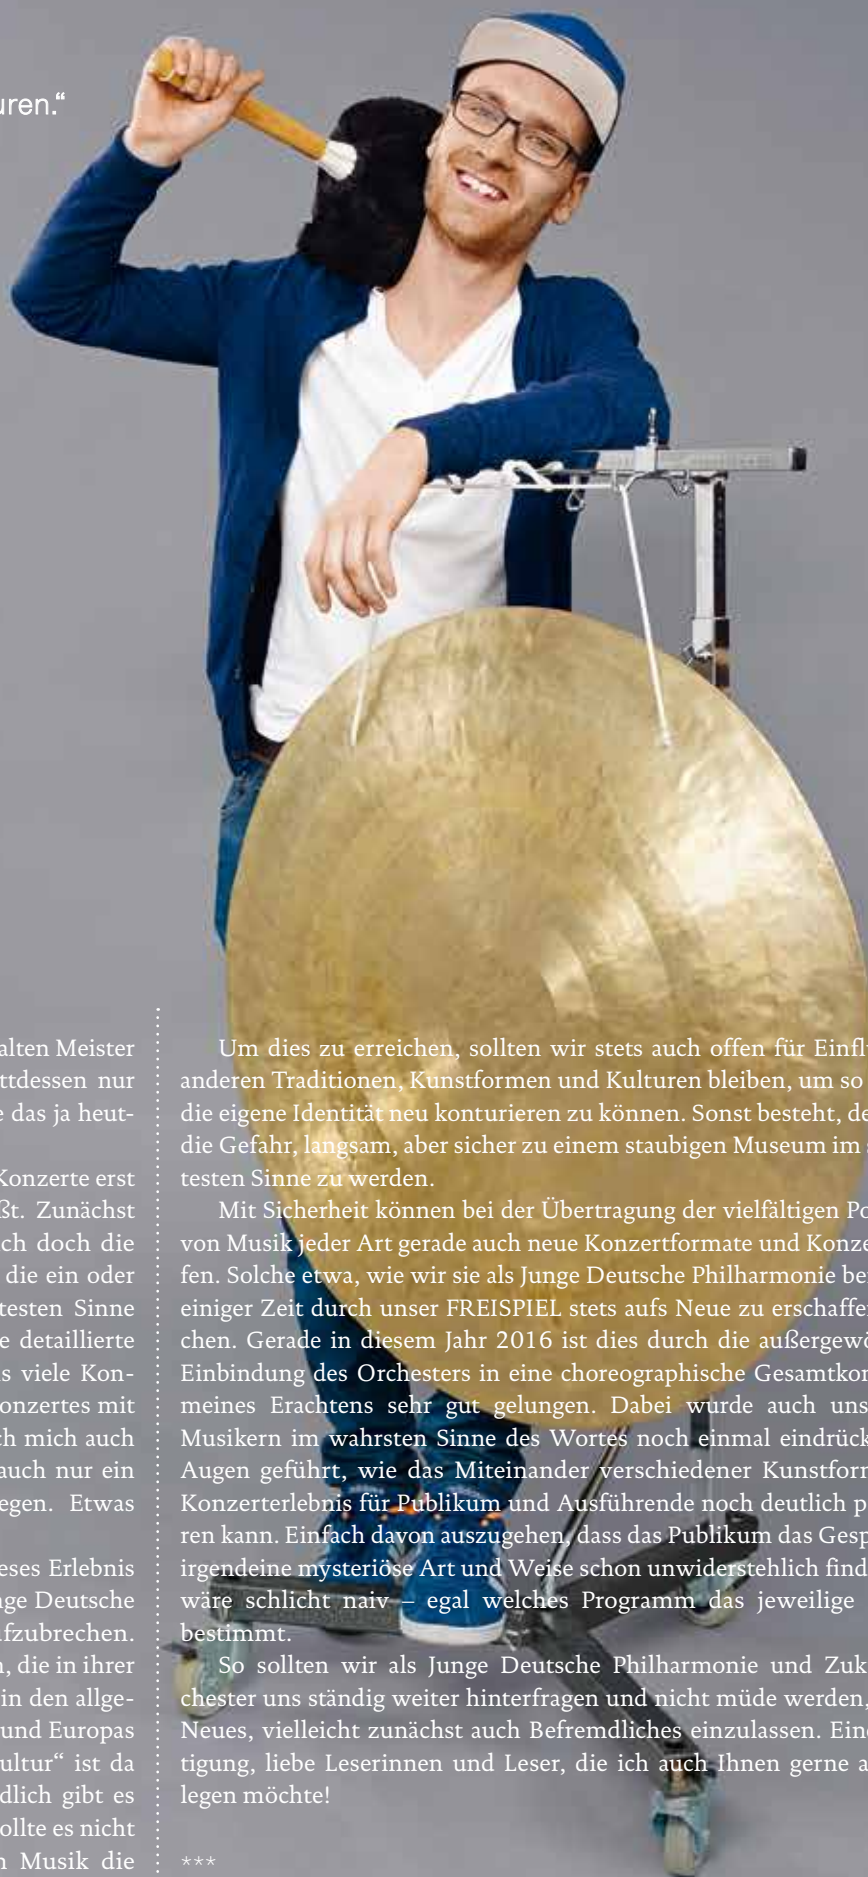 uren.“
alten Meister
ttdessen nur
e das ja heut-
Konzerte erst
ßt. Zunächst
ch doch die
die ein oder
testen Sinne
e detaillierte
s viele Kon-
onzertes mit
ch mich auch
auch nur ein
egen. Etwas
eses Erlebnis
nge Deutsche
ufzubrechen.
n, die in ihrer
in den allge-
und Europas
ultur“ ist da
dlich gibt es
ollte es nicht
n Musik die
Um dies zu erreichen, sollten wir stets auch offen für Einfl
anderen Traditionen, Kunstformen und Kulturen bleiben, um so
die eigene Identität neu konturieren zu können. Sonst besteht, de
die Gefahr, langsam, aber sicher zu einem staubigen Museum im
testen Sinne zu werden.
Mit Sicherheit können bei der Übertragung der vielfältigen Po
von Musik jeder Art gerade auch neue Konzertformate und Konze
fen. Solche etwa, wie wir sie als Junge Deutsche Philharmonie be
einiger Zeit durch unser FREISPIEL stets aufs Neue zu erschaffe
chen. Gerade in diesem Jahr 2016 ist dies durch die außergewö
Einbindung des Orchesters in eine choreographische Gesamtkon
meines Erachtens sehr gut gelungen. Dabei wurde auch uns
Musikern im wahrsten Sinne des Wortes noch einmal eindrück
Augen geführt, wie das Miteinander verschiedener Kunstform
Konzerterlebnis für Publikum und Ausführende noch deutlich p
ren kann. Einfach davon auszugehen, dass das Publikum das Gesp
irgendeine mysteriöse Art und Weise schon unwiderstehlich find
wäre schlicht naiv – egal welches Programm das jeweilige
bestimmt.
So sollten wir als Junge Deutsche Philharmonie und Zuk
chester uns ständig weiter hinterfragen und nicht müde werden,
Neues, vielleicht zunächst auch Befremdliches einzulassen. Eine
tigung, liebe Leserinnen und Leser, die ich auch Ihnen gerne a
legen möchte!
***